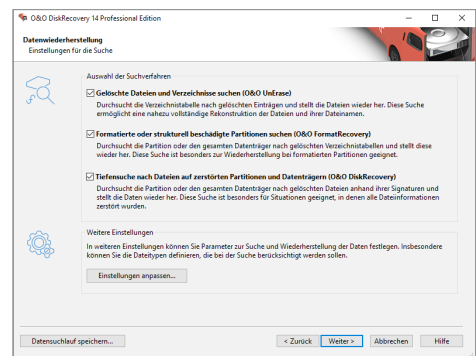 O&O DiskRecovery 14 Professional Edition
Datenwiederherstellung
Einstellungen für die Suche
Auswahl der Suchverfahren
Gelöschte Dateien und Verzeichnisse suchen (O&O UnErase)
Durchsucht die Verzeichnistabelle nach gelöschten Einträgen und stellt die Dateien wieder her. Diese Suche
ermöglicht eine nahezu vollständige Rekonstruktion der Dateien und ihrer Dateinamen.
Formatierte oder strukturell beschädigte Partitionen suchen (O&O FormatRecovery)
Durchsucht die Partition oder den gesamten Datenträger nach gelöschten Verzeichnistabellen und stellt diese
wieder her. Diese Suche ist besonders zur Wiederherstellung bei formatierten Partitionen geeignet.
Tiefensuche nach Dateien auf zerstörten Partitionen und Datenträgern (O&O DiskRecovery)
Durchsucht die Partition oder den gesamten Datenträger nach gelöschten Dateien anhand ihrer Signaturen und
stellt die Daten wieder her. Diese Suche ist besonders für Situationen geeignet, in denen alle Dateiinformationen
zerstört wurden.
Weitere Einstellungen
In weiteren Einstellungen können Sie Parameter zur Suche und Wiederherstellung der Daten festlegen. Insbesondere
können Sie die Dateitypen definieren, die bei der Suche berücksichtigt werden sollen.
Einstellungen anpassen...
Datensuchlauf speichern...
< Zurück
Weiter >
Abbrechen
Hilfe